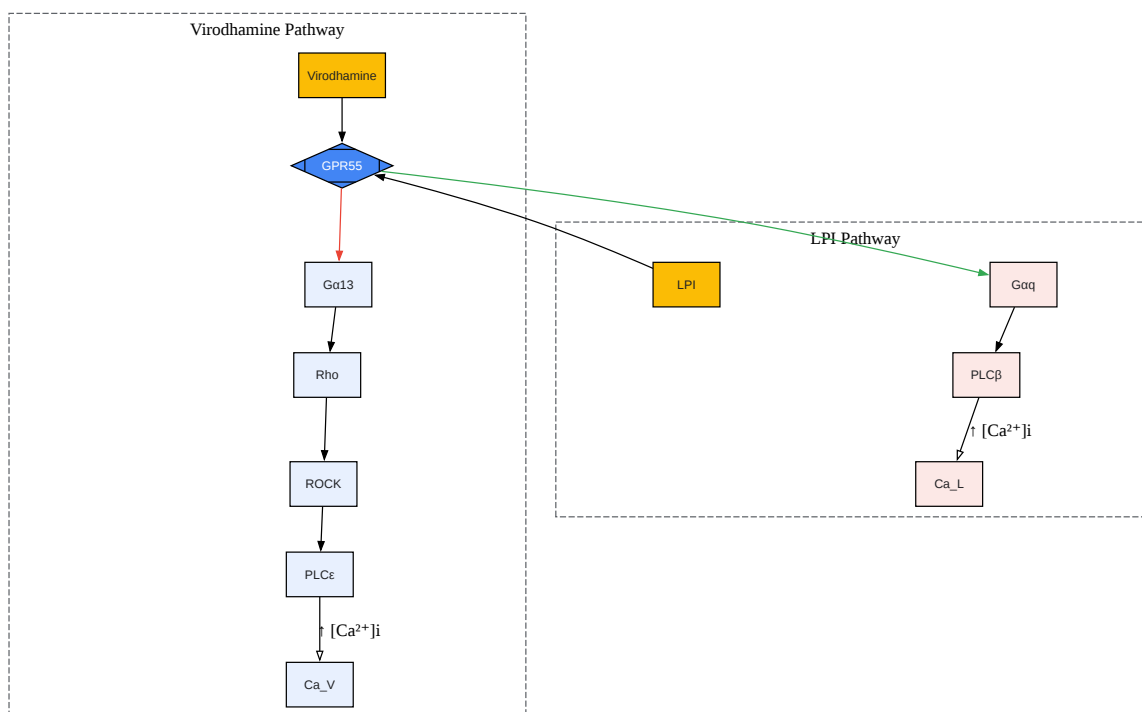 Virodhamine Pathway
Virodhamine
GPR55
LPI Pathway
Gα13
LPI
Gαq
Rho
PLCβ
↑ [Ca²⁺]i
ROCK
Ca_L
PLCε
↑ [Ca²⁺]i
Ca_V